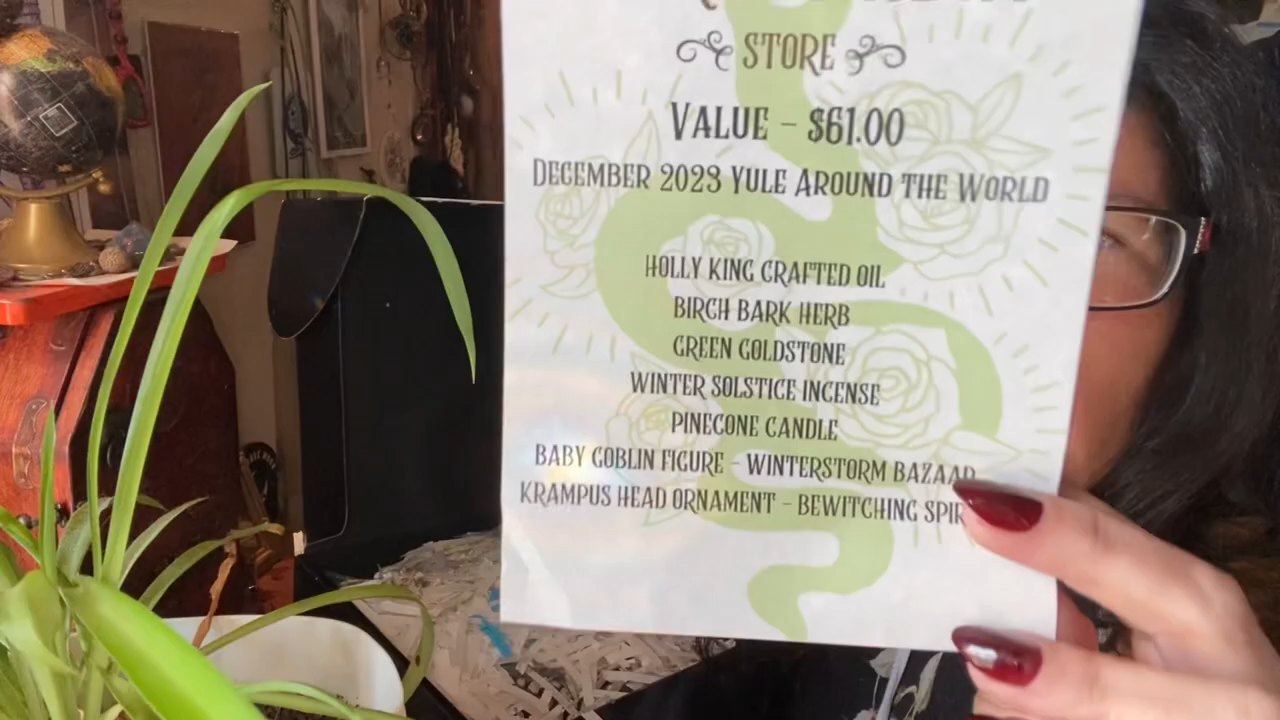 STORE
VALUE - $61.00
DECEMBER 2023 YULE AROUND THE WORLD
HOLLY KING CRAFTED OIL
BIRCH BARK HERB
GREEN GOLDSTONE
WINTER SOLSTICE INCENSE
PINECONE CANDLE
BABY GOBLIN FIGURE - WINTERSTORM BAZAAR
KRAMPUS HEAD ORNAMENT - BEWITCHING